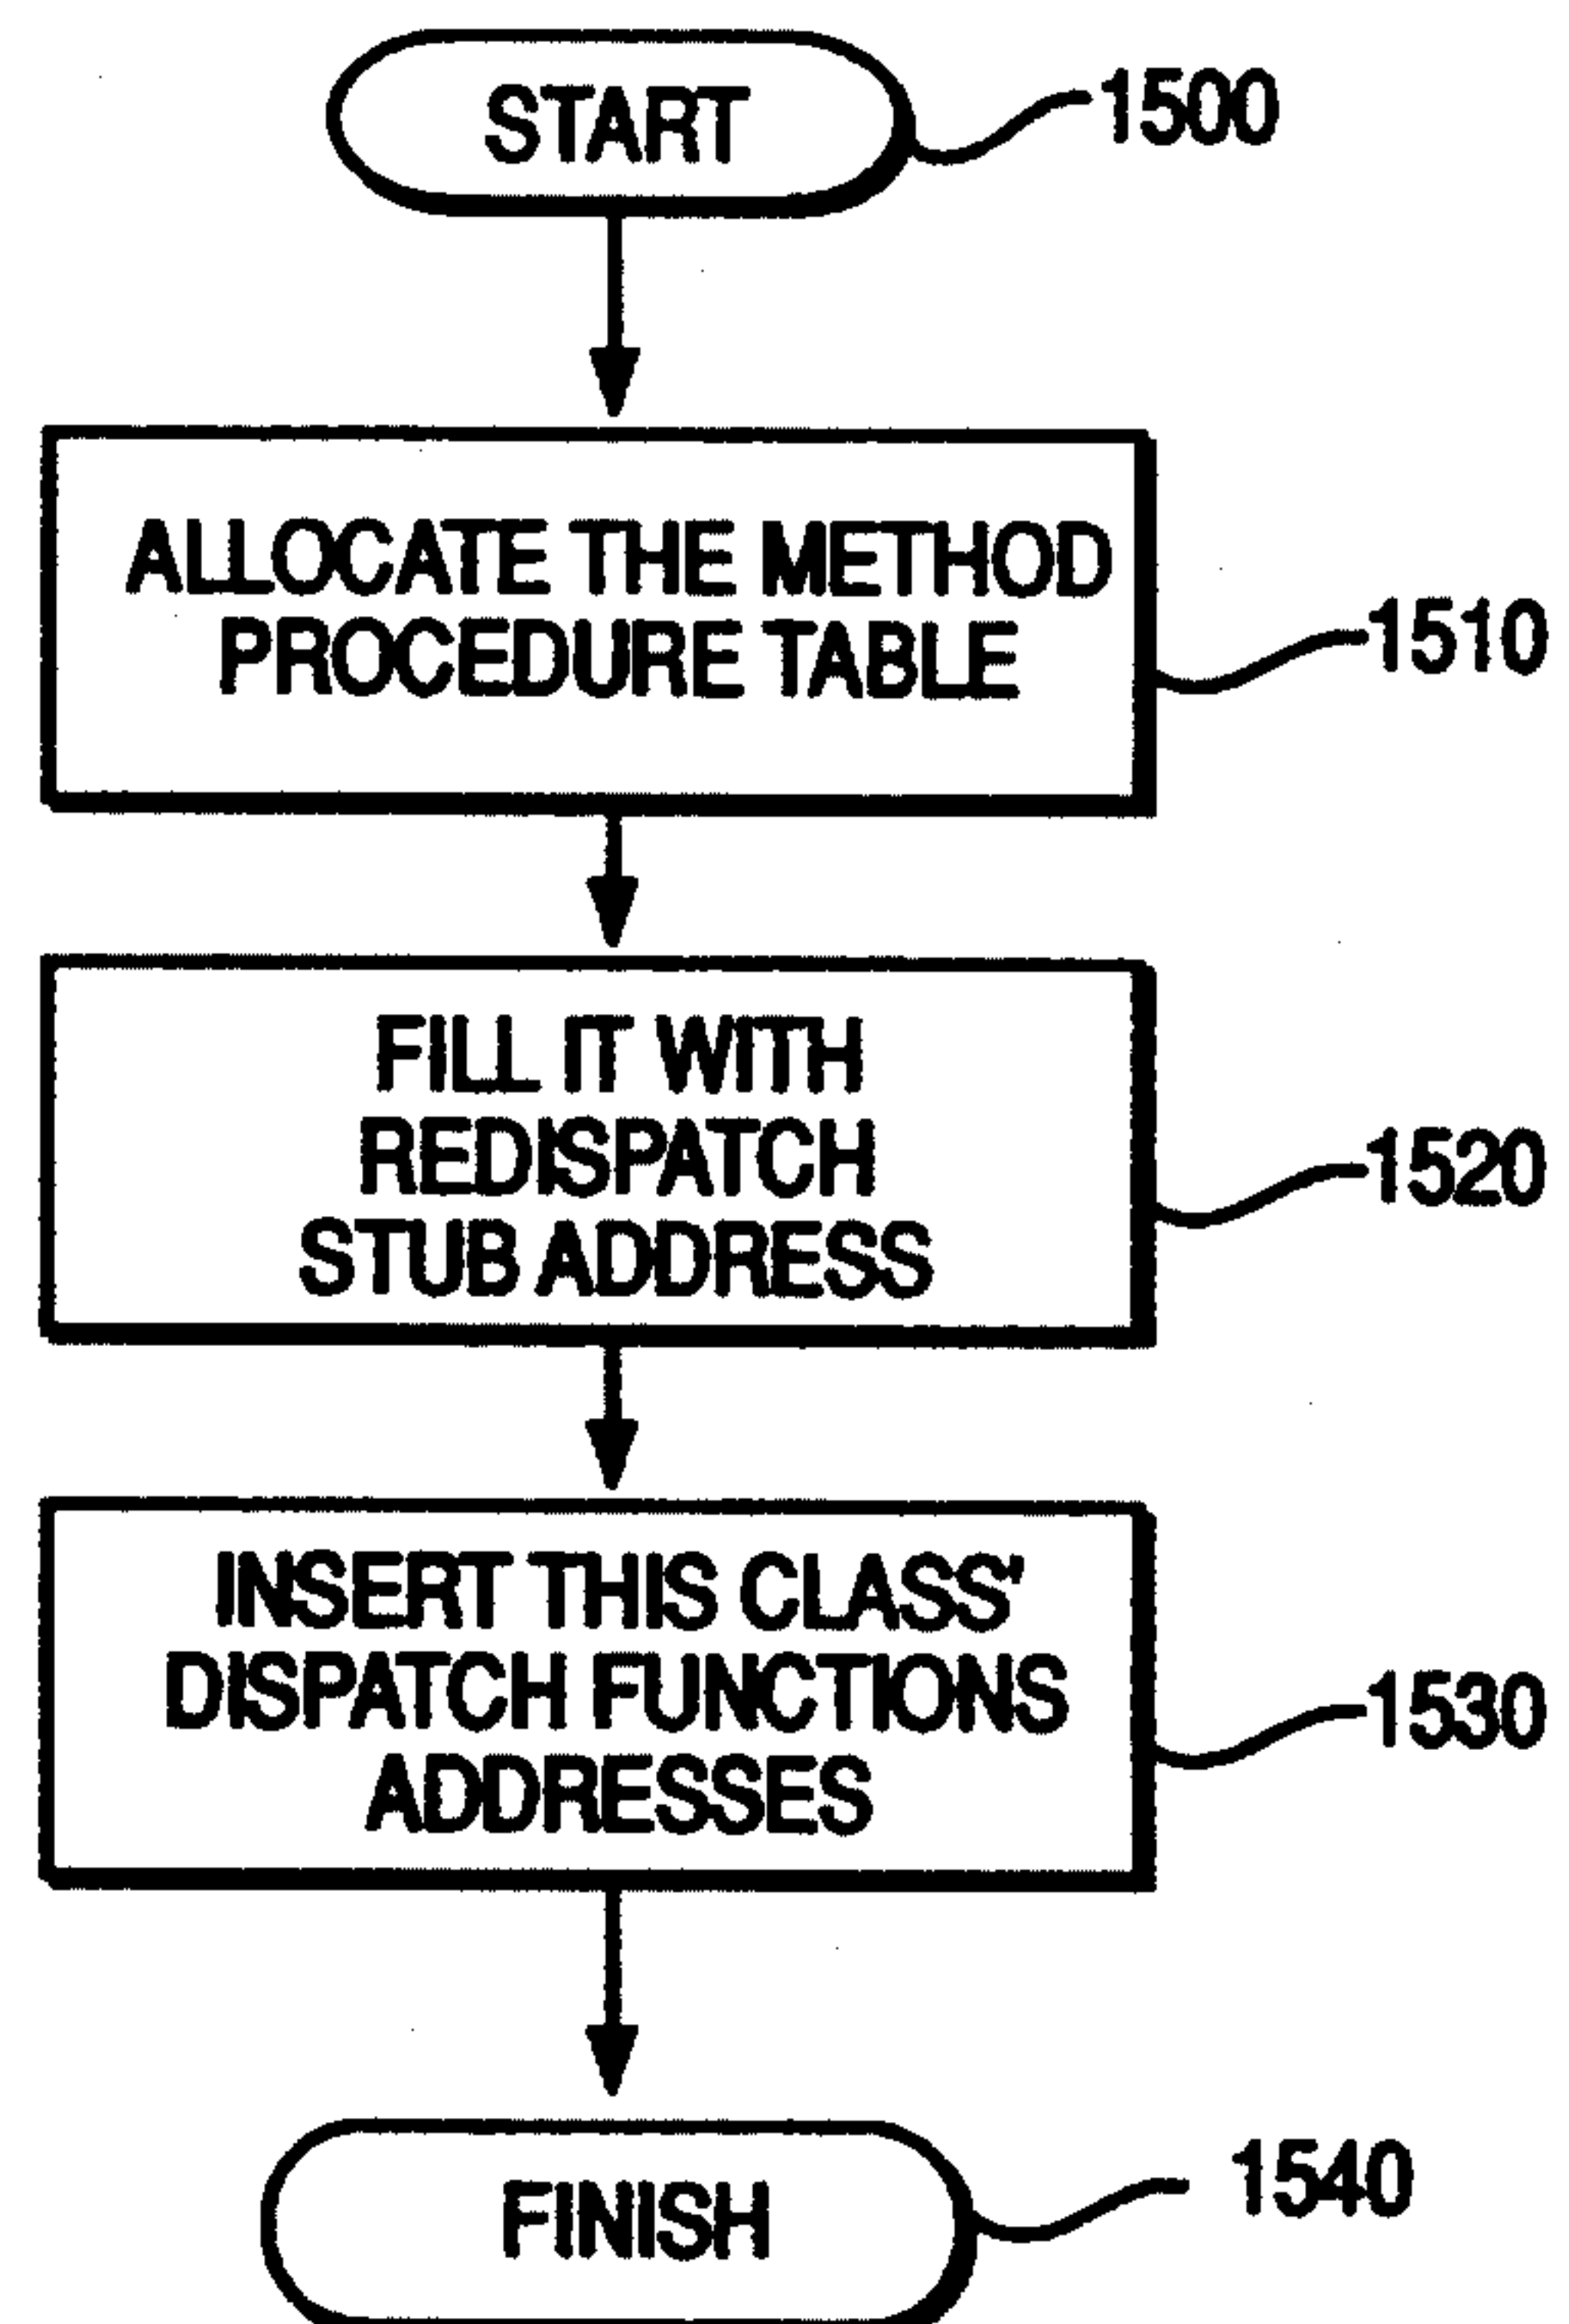 START
1500
ALLOCATE THE METHOD
PROCEDURE TABLE
1510
FILL IT WITH
REDISPATCH
STUB ADDRESS
1520
INSERT THIS CLASS'
DISPATCH FUNCTIONS
ADDRESSES
1530
FINISH
1540